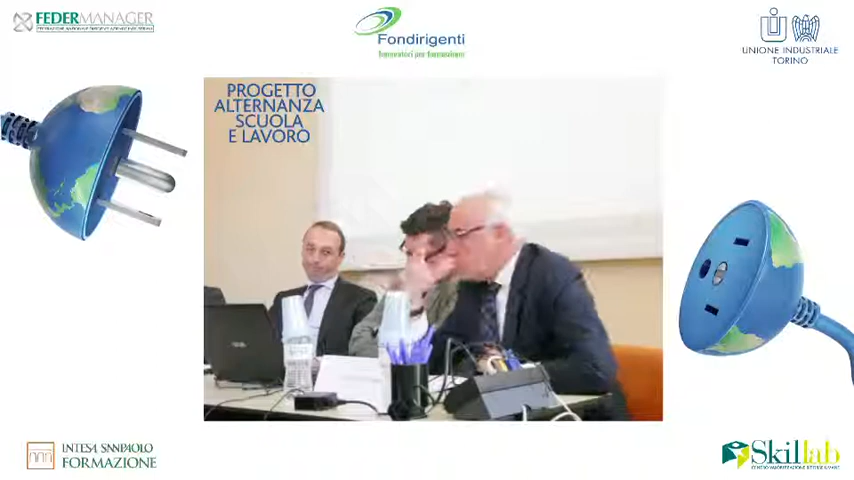 FEDERMANAGER
Fondirigenti
UNIONE INDUSTRIALE
TORINO
PROGETTO
ALTERNANZA
SCUOLA
E LAVORO
INTESA SANPAOLO
FORMAZIONE
Skillab